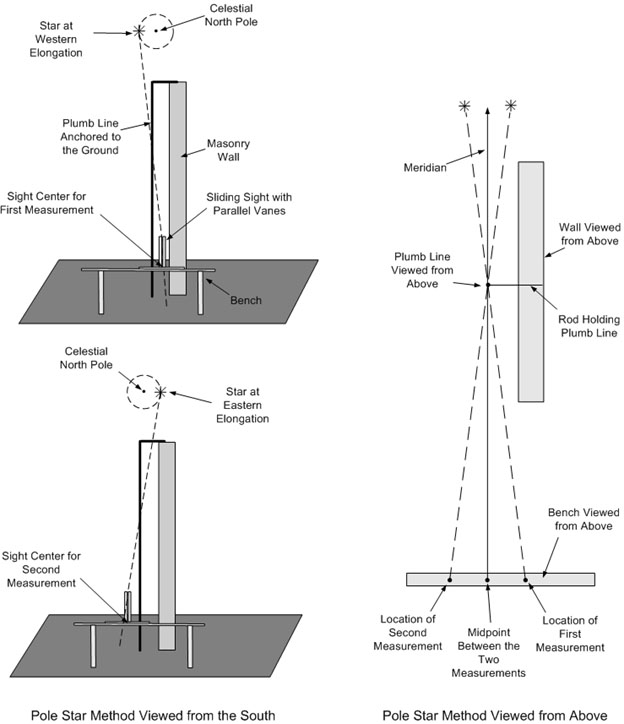 Celestial
North Pole
Star at
Western
Elongation
Plumb Line
Anchored to
the Ground
Masonry
Wall
Sight Center for
First Measurement
Sliding Sight with
Parallel Vanes
Bench
Celestial
North Pole
Star at
Eastern
Elongation
Sight Center for
Second
Measurement
Pole Star Method Viewed from the South
Meridian
Wall Viewed
from Above
Plumb Line
Viewed from
Above
Rod Holding
Plumb Line
Bench Viewed
from Above
Location of
Second
Measurement
Midpoint
Between the
Two
Measurements
Location of
First
Measurement
Pole Star Method Viewed from Above